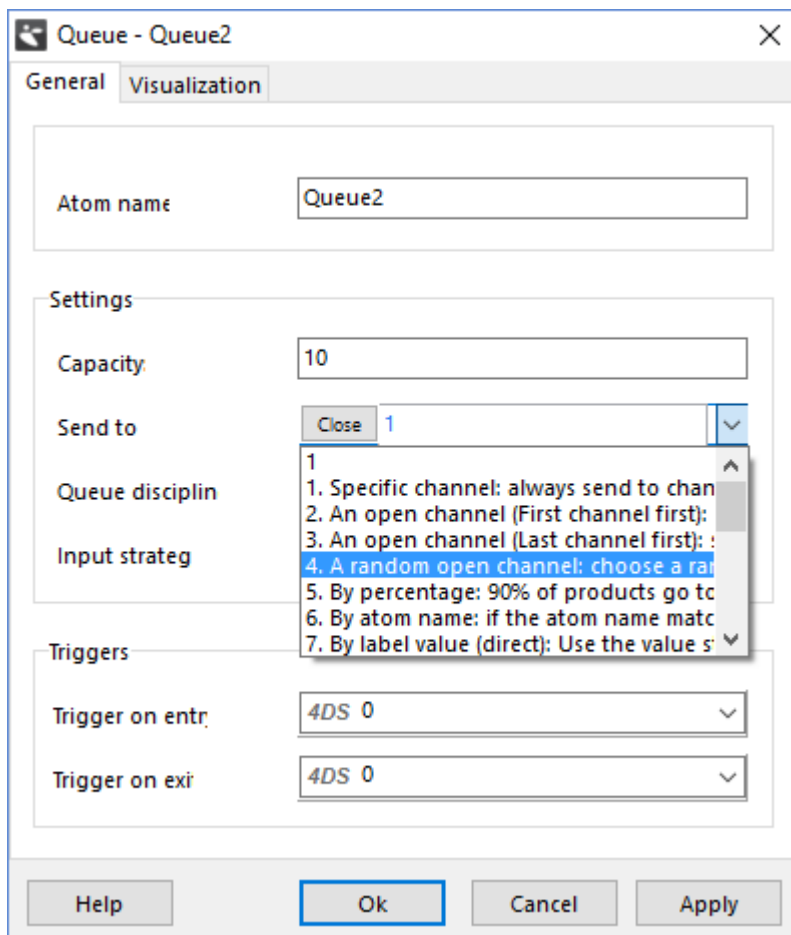 Queue - Queue2
General Visualization
Atom name Queue2
Settings
Capacity 10
Send to Close 1
1
1. Specific channel: always send to chan
2. An open channel (First channel first):
3. An open channel (Last channel first): s
4. A random open channel: choose a ran
5. By percentage: 90% of products go to
6. By atom name: if the atom name matc
7. By label value (direct): Use the value st
Queue disciplin
Input strateg
Triggers
Trigger on entr 4DS 0
Trigger on exi 4DS 0
Help Ok Cancel Apply